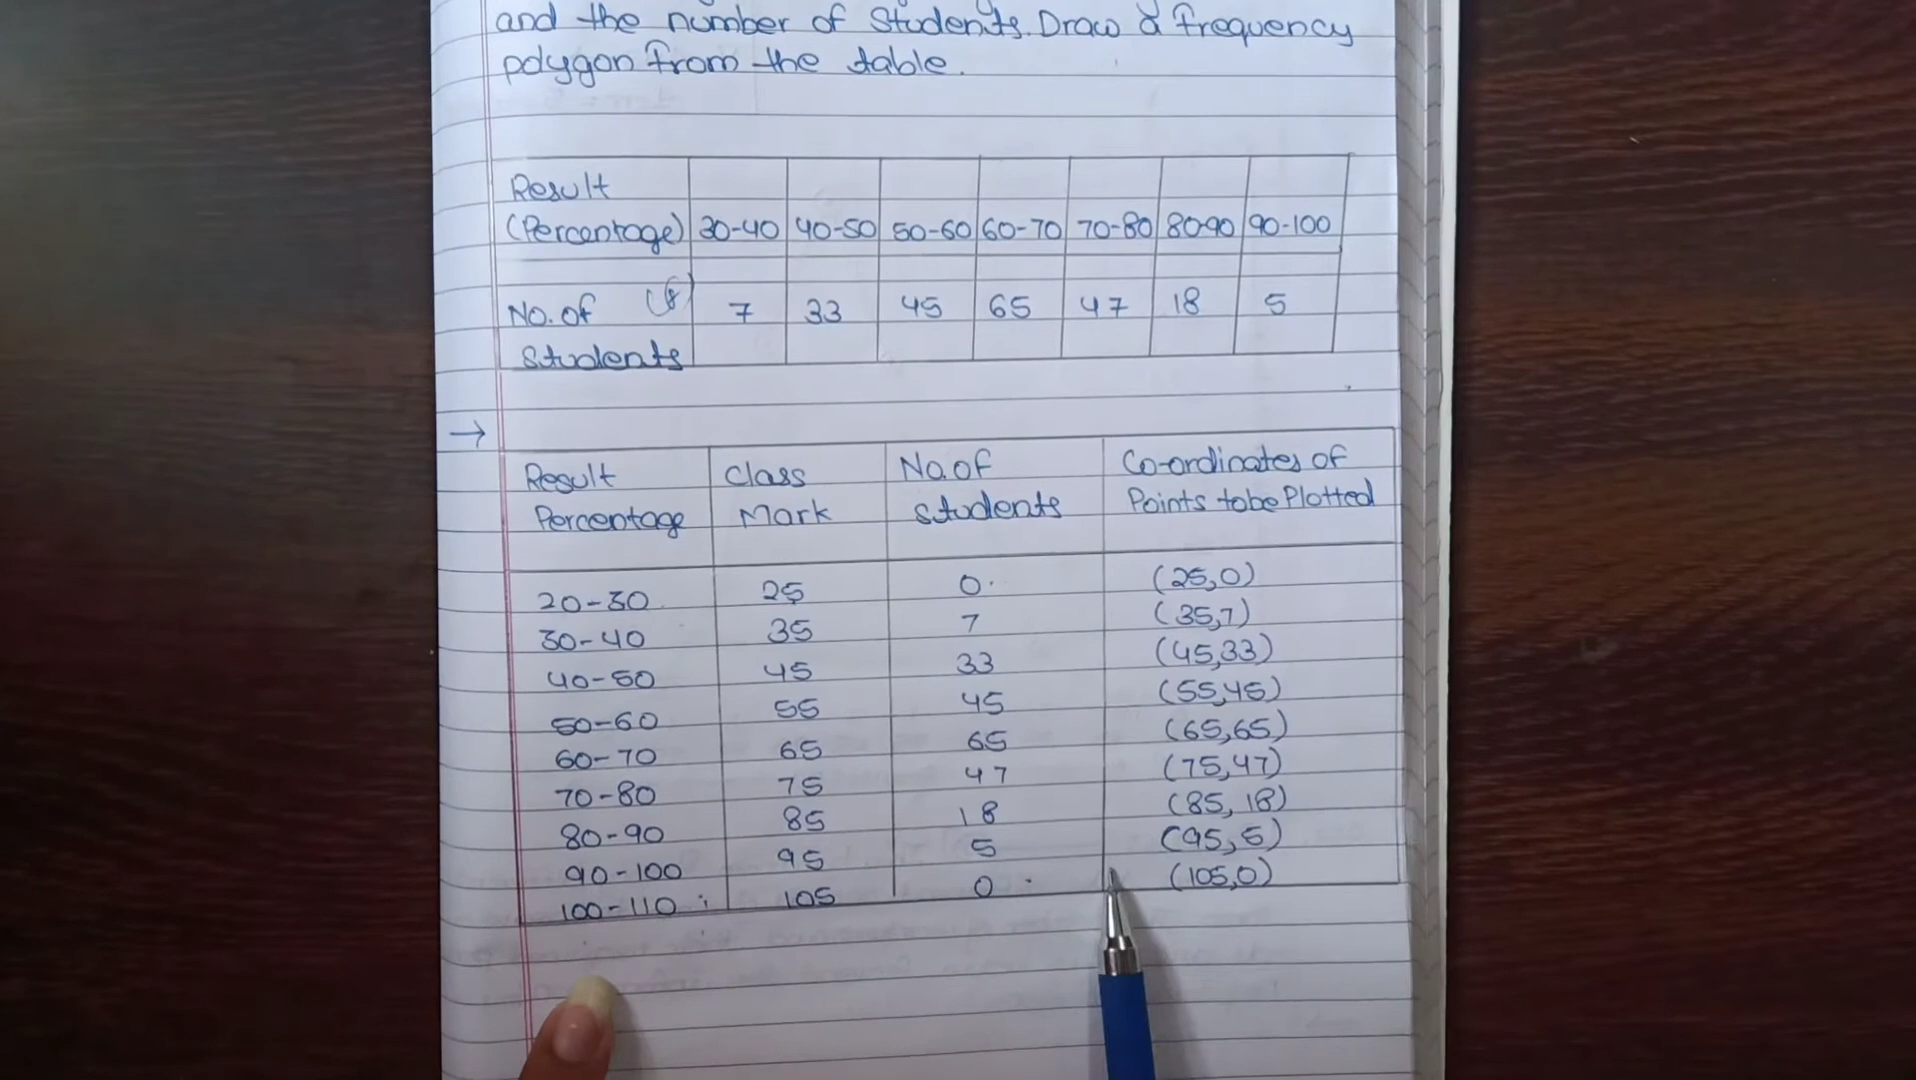 and the number of Students. Draw a frequency
polygon from the table.
Result
(Percentage) 30-40 40-50 50-60 60-70 70-80 80-90 90-100
No. of (f) 7 33 45 65 47 18 5
Students
→
Result Class No. of Co-ordinates of
Percentage Mark students Points to be Plotted
20-30 25 0 (25,0)
30-40 35 7 (35,7)
40-50 45 33 (45,33)
50-60 55 45 (55,45)
60-70 65 65 (65,65)
70-80 75 47 (75,47)
80-90 85 18 (85, 18)
90-100 95 5 (95,5)
100-110 105 0 (105,0)